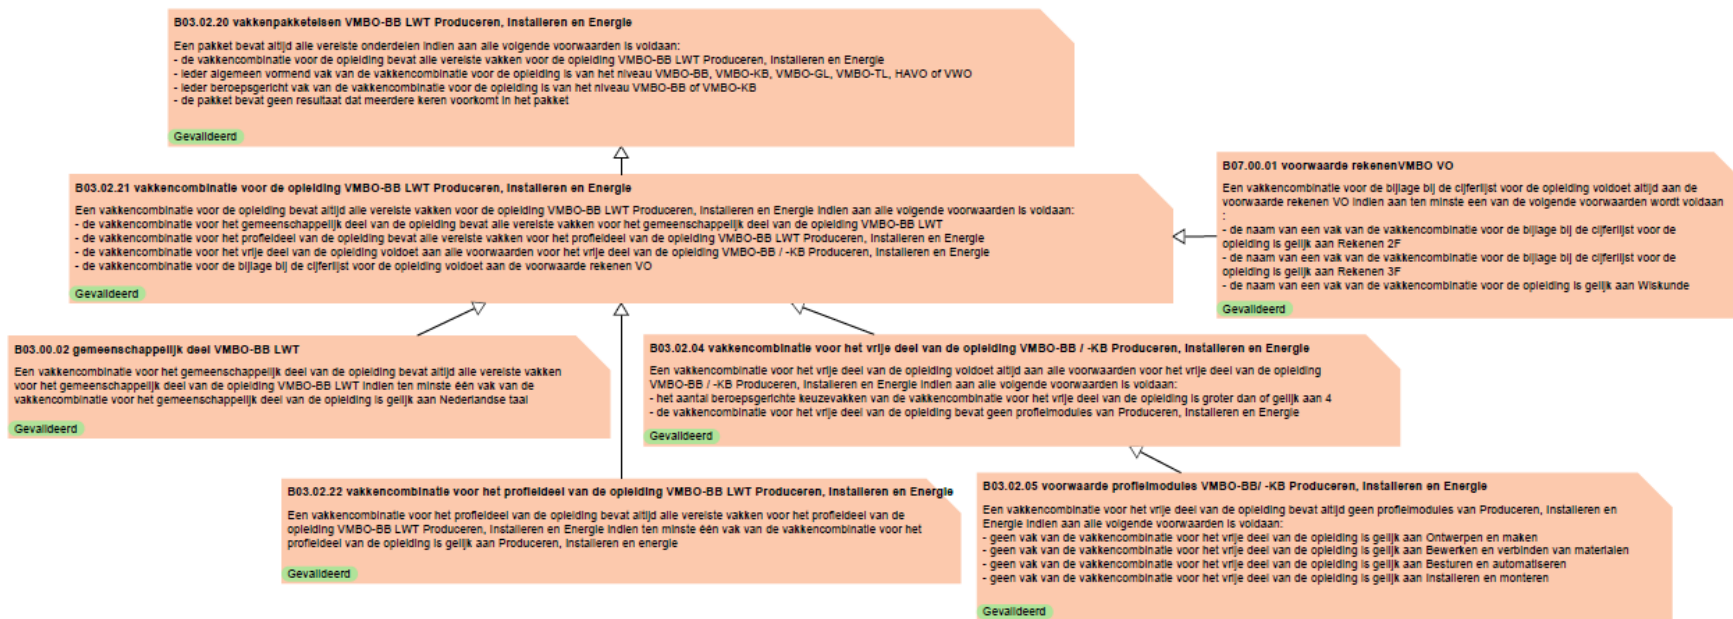 B03.02.20 vakkenpakketeisen VMBO-BB LWT Produceren, Installeren en Energie
Een pakket bevat altijd alle vereiste onderdelen indien aan alle volgende voorwaarden is voldaan:
- de vakkencombinatie voor de opleiding bevat alle vereiste vakken voor de opleiding VMBO-BB LWT Produceren, Installeren en Energie
- ieder algemeen vormend vak van de vakkencombinatie voor de opleiding is van het niveau VMBO-BB, VMBO-KB, VMBO-GL, VMBO-TL, HAVO of VWO
- ieder beroepsgericht vak van de vakkencombinatie voor de opleiding is van het niveau VMBO-BB of VMBO-KB
- de pakket bevat geen resultaat dat meerdere keren voorkomt in het pakket
Gevalideerd
B03.02.21 vakkencombinatie voor de opleiding VMBO-BB LWT Produceren, Installeren en Energie
Een vakkencombinatie voor de opleiding bevat altijd alle vereiste vakken voor de opleiding VMBO-BB LWT Produceren, Installeren en Energie indien aan alle volgende voorwaarden is voldaan:
- de vakkencombinatie voor het gemeenschappelijk deel van de opleiding bevat alle vereiste vakken voor het gemeenschappelijk deel van de opleiding VMBO-BB LWT
- de vakkencombinatie voor het profieldeel van de opleiding bevat alle vereiste vakken voor het profieldeel van de opleiding VMBO-BB LWT Produceren, Installeren en Energie
- de vakkencombinatie voor het vrije deel van de opleiding voldoet aan alle voorwaarden voor het vrije deel van de opleiding VMBO-BB / -KB Produceren, Installeren en Energie
- de vakkencombinatie voor de bijlage bij de cijferlijst voor de opleiding voldoet aan de voorwaarde rekenen VO
Gevalideerd
B07.00.01 voorwaarde rekenenVMBO VO
Een vakkencombinatie voor de bijlage bij de cijferlijst voor de opleiding voldoet altijd aan de
voorwaarde rekenen VO indien aan ten minste een van de volgende voorwaarden wordt voldaan
:
- de naam van een vak van de vakkencombinatie voor de bijlage bij de cijferlijst voor de
opleiding is gelijk aan Rekenen 2F
- de naam van een vak van de vakkencombinatie voor de bijlage bij de cijferlijst voor de
opleiding is gelijk aan Rekenen 3F
- de naam van een vak van de vakkencombinatie voor de opleiding is gelijk aan Wiskunde
Gevalideerd
B03.00.02 gemeenschappelijk deel VMBO-BB LWT
Een vakkencombinatie voor het gemeenschappelijk deel van de opleiding bevat altijd alle vereiste vakken
voor het gemeenschappelijk deel van de opleiding VMBO-BB LWT indien ten minste één vak van de
vakkencombinatie voor het gemeenschappelijk deel van de opleiding is gelijk aan Nederlandse taal
Gevalideerd
B03.02.04 vakkencombinatie voor het vrije deel van de opleiding VMBO-BB / -KB Produceren, Installeren en Energie
Een vakkencombinatie voor het vrije deel van de opleiding voldoet altijd aan alle voorwaarden voor het vrije deel van de opleiding
VMBO-BB / -KB Produceren, Installeren en Energie indien aan alle volgende voorwaarden is voldaan:
- het aantal beroepsgerichte keuzevakken van de vakkencombinatie voor het vrije deel van de opleiding is groter dan of gelijk aan 4
- de vakkencombinatie voor het vrije deel van de opleiding bevat geen profielmodules van Produceren, Installeren en Energie
Gevalideerd
B03.02.22 vakkencombinatie voor het profieldeel van de opleiding VMBO-BB LWT Produceren, Installeren en Energie
Een vakkencombinatie voor het profieldeel van de opleiding bevat altijd alle vereiste vakken voor het profieldeel van de
opleiding VMBO-BB LWT Produceren, Installeren en Energie indien ten minste één vak van de vakkencombinatie voor het
profieldeel van de opleiding is gelijk aan Produceren, Installeren en energie
Gevalideerd
B03.02.05 voorwaarde profielmodules VMBO-BB/ -KB Produceren, Installeren en Energie
Een vakkencombinatie voor het vrije deel van de opleiding bevat altijd geen profielmodules van Produceren, Installeren en
Energie indien aan alle volgende voorwaarden is voldaan:
- geen vak van de vakkencombinatie voor het vrije deel van de opleiding is gelijk aan Ontwerpen en maken
- geen vak van de vakkencombinatie voor het vrije deel van de opleiding is gelijk aan Bewerken en verbinden van materialen
- geen vak van de vakkencombinatie voor het vrije deel van de opleiding is gelijk aan Besturen en automatiseren
- geen vak van de vakkencombinatie voor het vrije deel van de opleiding is gelijk aan Installeren en monteren
Gevalideerd